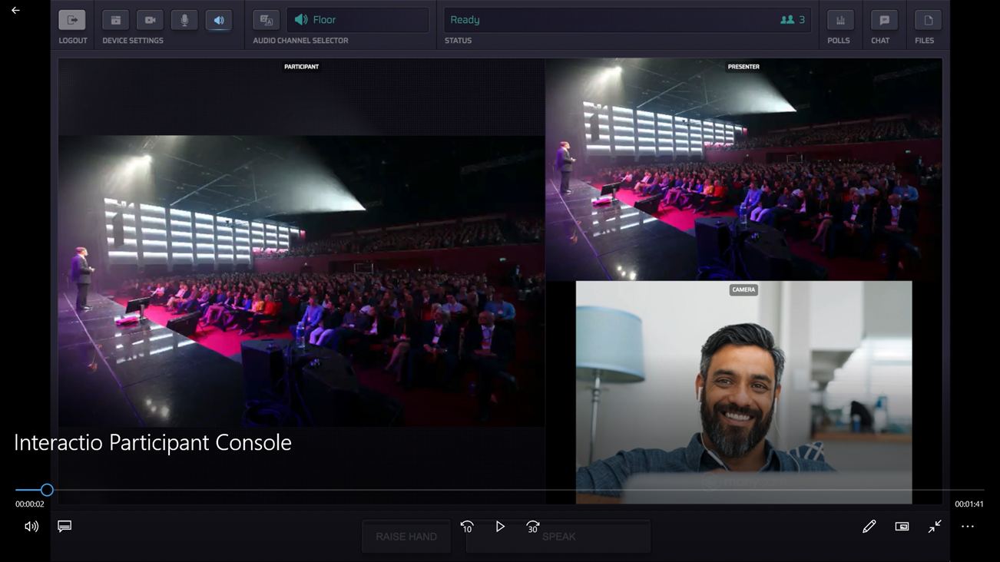 Floor
Ready
3
LOGOUT
DEVICE SETTINGS
AUDIO CHANNEL SELECTOR
STATUS
POLLS
CHAT
FILES
PARTICIPANT
PRESENTER
CAMERA
Interactio Participant Console
00:00:02
00:01:41
RAISE HAND
10
30
SPEAK